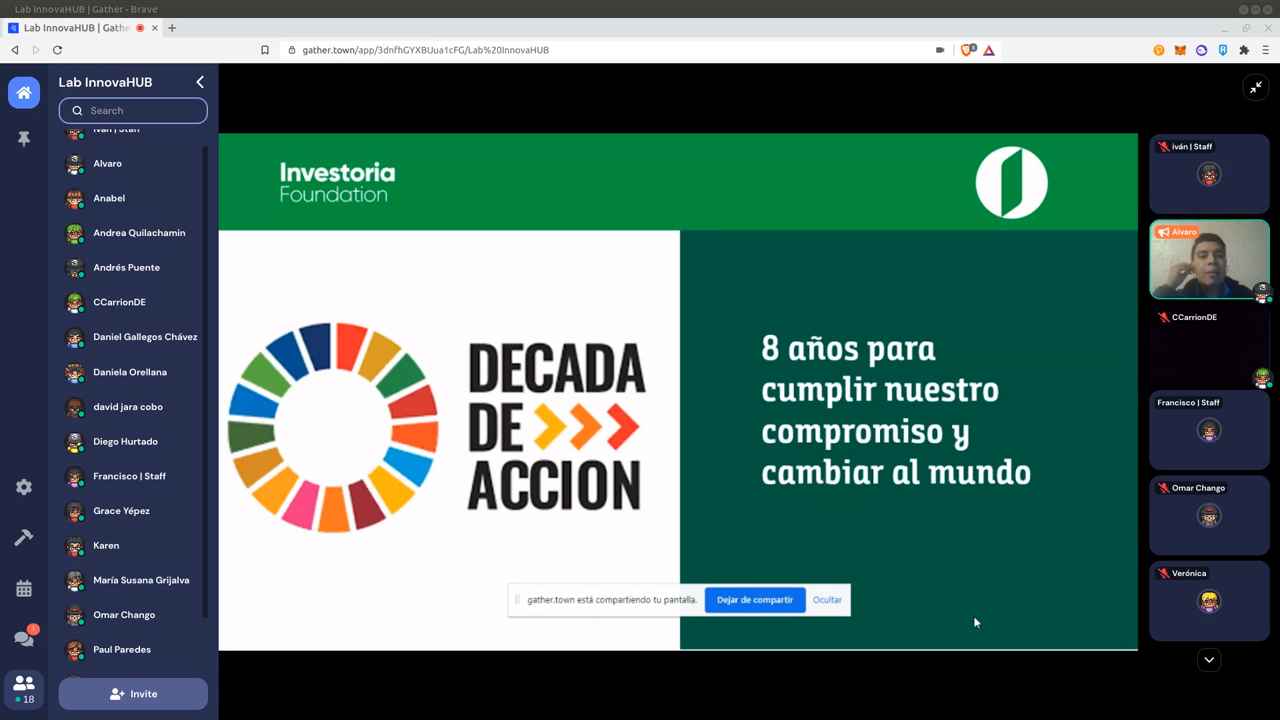 Lab InnovaHUB | Gather - Brave
Lab InnovaHUB | Gathe
gather.town/app/3dnfhGYXBUua1cFG/Lab%20InnovaHUB
Lab InnovaHUB
Search
Iván | Staff
Alvaro
Anabel
Andrea Quilachamin
Andrés Puente
CCarrionDE
Daniel Gallegos Chávez
Daniela Orellana
david jara cobo
Diego Hurtado
Francisco | Staff
Grace Yépez
Karen
María Susana Grijalva
Omar Chango
Paul Paredes
1
18
Invite
Investoria
Foundation
DECADA
DE
ACCION
8 años para
cumplir nuestro
compromiso y
cambiar al mundo
gather.town está compartiendo tu pantalla.
Dejar de compartir
Ocultar
iván | Staff
Alvaro
CCarrionDE
Francisco | Staff
Omar Chango
Verónica